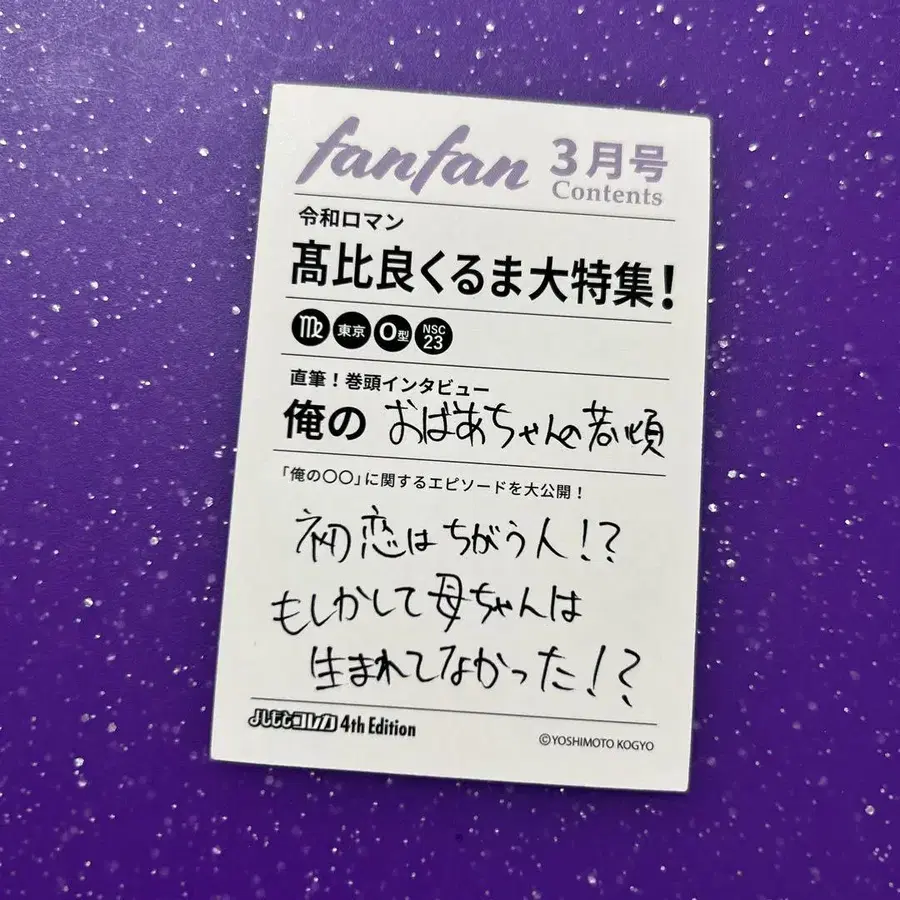 fanfan 3月号
Contents
令和ロマン
髙比良くるま大特集!
♍ 東京 O型 NSC 23
直筆!巻頭インタビュー
俺の おばあちゃんの若い頃
「俺の〇〇」に関するエピソードを大公開!
初恋はちがう人!?
もしかして母ちゃんは
生まれてなかった!?
よしもとコレカ 4th Edition
©YOSHIMOTO KOGYO